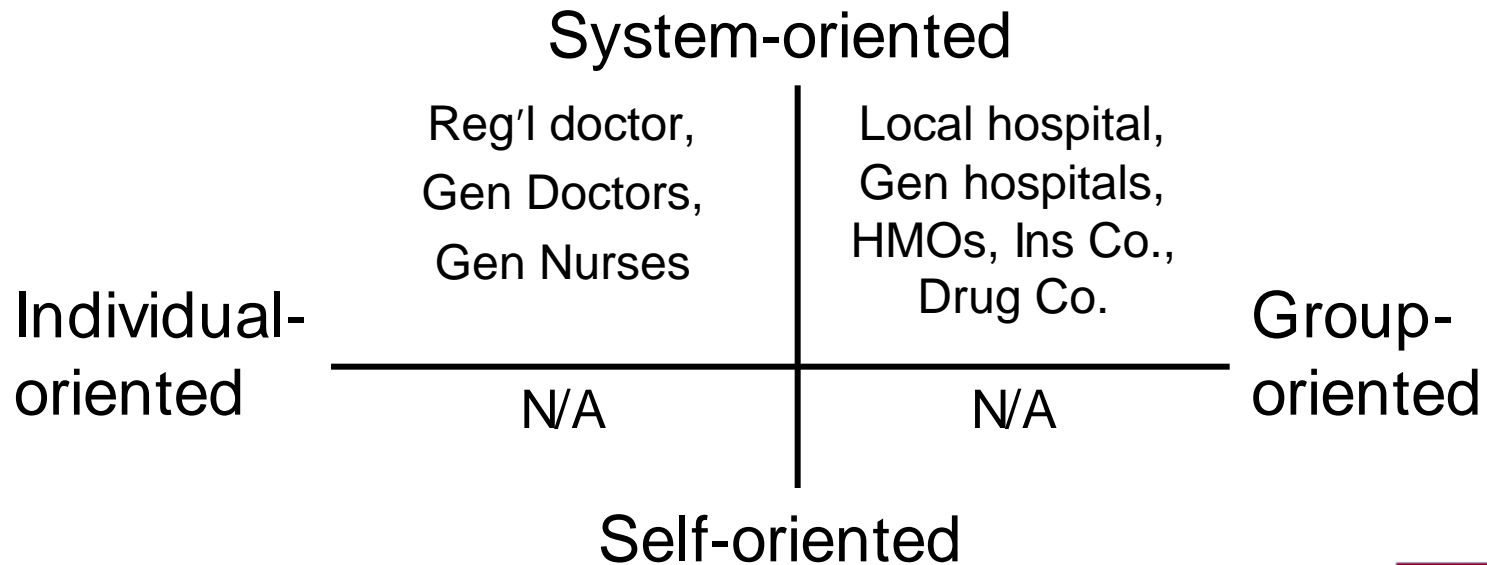 System-oriented
Reg'l doctor,
Gen Doctors,
Gen Nurses
Local hospital,
Gen hospitals,
HMOs, Ins Co.,
Drug Co.
Individual-
oriented
Group-
oriented
N/A
N/A
Self-oriented